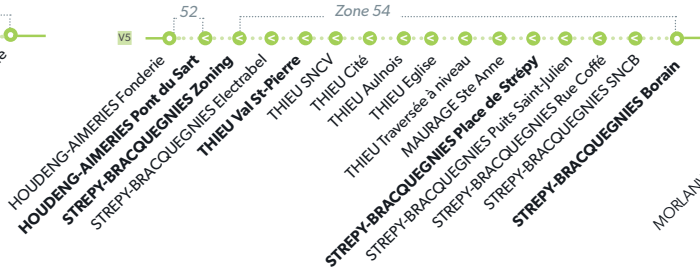 52
Zone 54
V5
HOUDENG-AIMERIES Fonderie
HOUDENG-AIMERIES Pont du Sart
STREPY-BRACQUEGNIES Zoning
STREPY-BRACQUEGNIES Electrabel
THIEU Val St-Pierre
THIEU SNCV
THIEU Cité
THIEU Aulnois
THIEU Eglise
THIEU Traversée à niveau
MAURAGE Ste Anne
STREPY-BRACQUEGNIES Place de Strépy
STREPY-BRACQUEGNIES Puits Saint-Julien
STREPY-BRACQUEGNIES Rue Coffé
STREPY-BRACQUEGNIES SNCB
STREPY-BRACQUEGNIES Borain